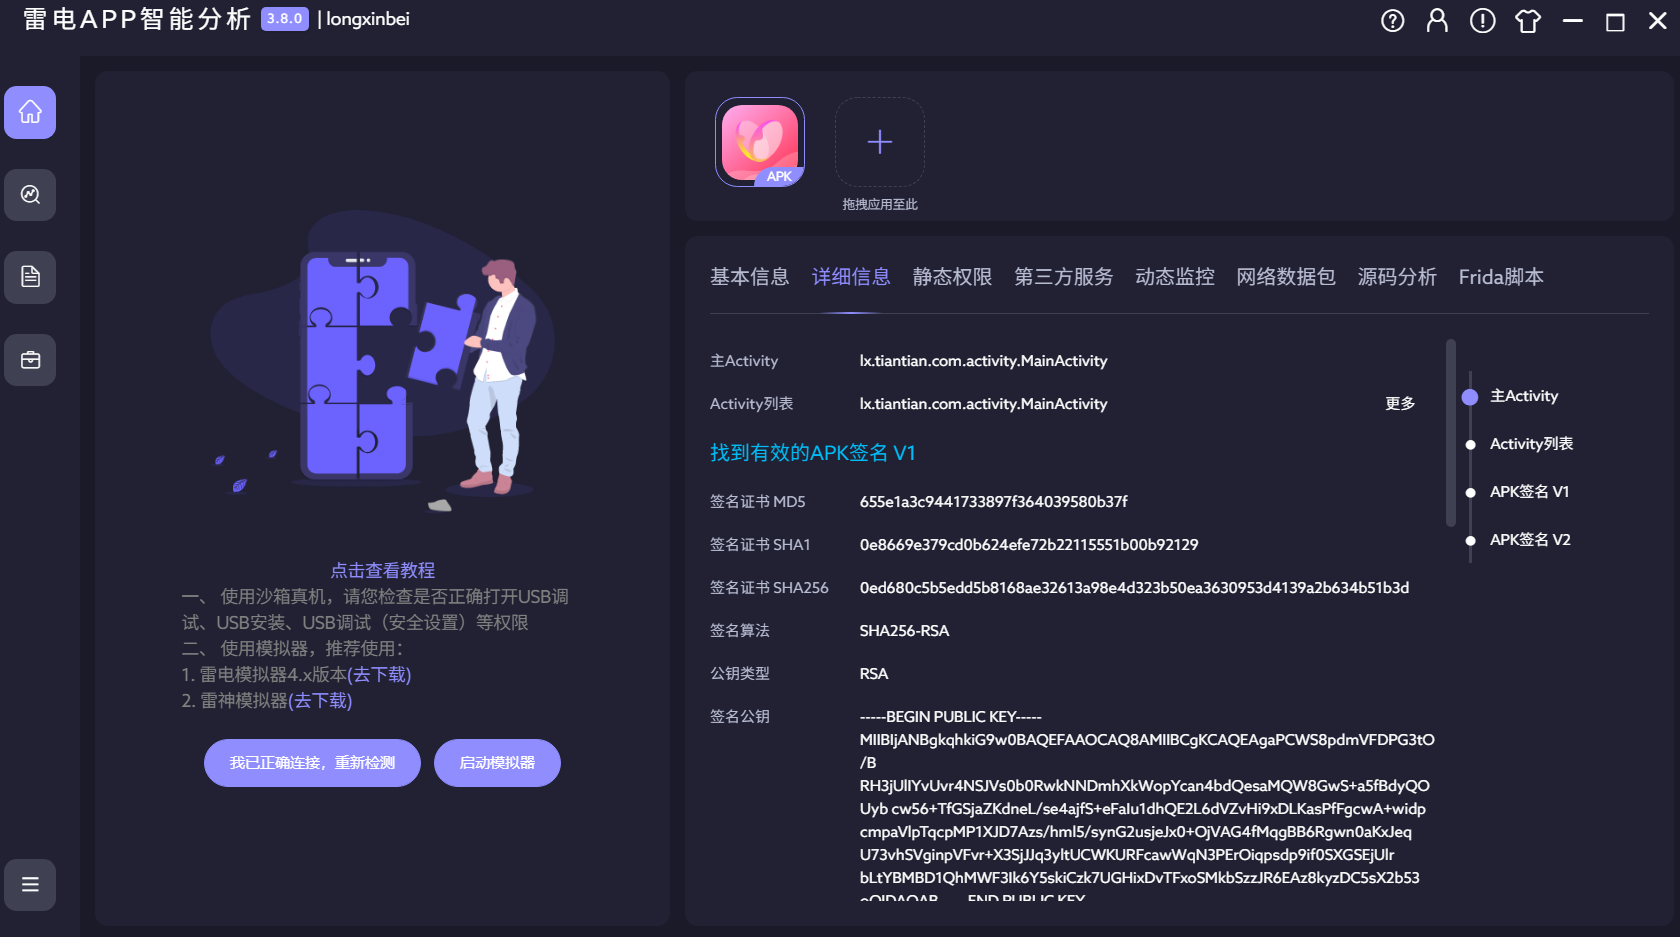 雷电APP智能分析 3.8.0 | longxinbei
APK
拖拽应用至此
点击查看教程
一、 使用沙箱真机，请您检查是否正确打开USB调
试、USB安装、USB调试（安全设置）等权限
二、 使用模拟器，推荐使用：
1. 雷电模拟器4.x版本(去下载)
2. 雷神模拟器(去下载)
我已正确连接，重新检测 启动模拟器
基本信息 详细信息 静态权限 第三方服务 动态监控 网络数据包 源码分析 Frida脚本
主Activity lx.tiantian.com.activity.MainActivity
Activity列表 lx.tiantian.com.activity.MainActivity 更多
找到有效的APK签名 V1
签名证书 MD5 655e1a3c9441733897f364039580b37f
签名证书 SHA1 0e8669e379cd0b624efe72b22115551b00b92129
签名证书 SHA256 0ed680c5b5edd5b8168ae32613a98e4d323b50ea3630953d4139a2b634b51b3d
签名算法 SHA256-RSA
公钥类型 RSA
签名公钥 -----BEGIN PUBLIC KEY-----
MIIBIjANBgkqhkiG9w0BAQEFAAOCAQ8AMIIBCgKCAQEAgaPCWS8pdmVFDPG3tO
/B
RH3jUlIYvUvr4NSJVs0b0RwkNNDmhXkWopYcan4bdQesaMQW8GwS+a5fBdyQO
Uyb cw56+TfGSjaZKdneL/se4ajfS+eFaIu1dhQE2L6dVZvHi9xDLKasPfFgcwA+widp
cmpaVlpTqcpMP1XJD7Azs/hml5/synG2usjeJx0+OjVAG4fMqgBB6Rgwn0aKxJeq
U73vhSVginpVFvr+X3SjJJq3yltUCWKURFcawWqN3PErOiqpsdp9if0SXGSEjUlr
bLtYBMBD1QhMWF3Ik6Y5skiCzk7UGHixDvTFxoSMkbSzzJR6EAz8kyzDC5sX2b53
END PUBLIC KEY
主Activity
Activity列表
APK签名 V1
APK签名 V2